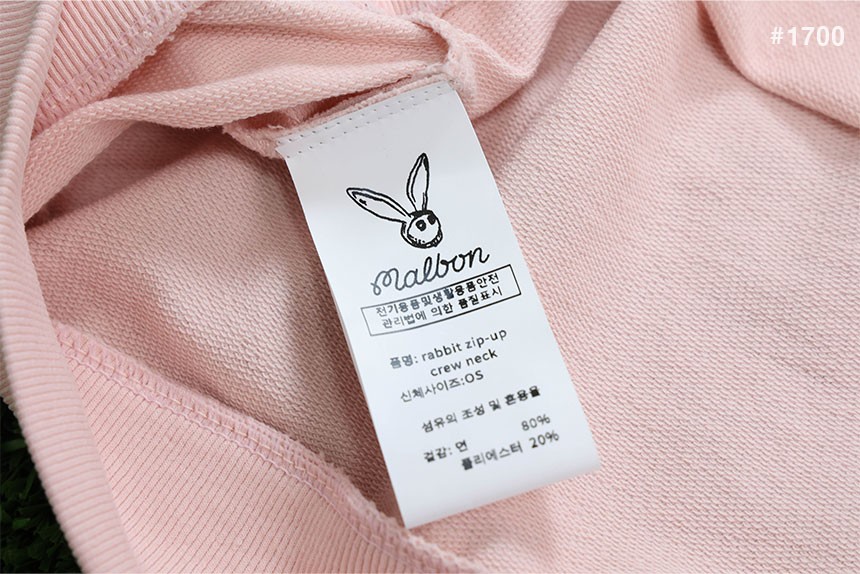 #1700
malbon
전기용품및생활용품안전
관리법에 의한 품질표시
품명: rabbit zip-up
crew neck
신체사이즈:OS
섬유의 조성 및 혼용율
겉감: 면 80%
폴리에스터 20%